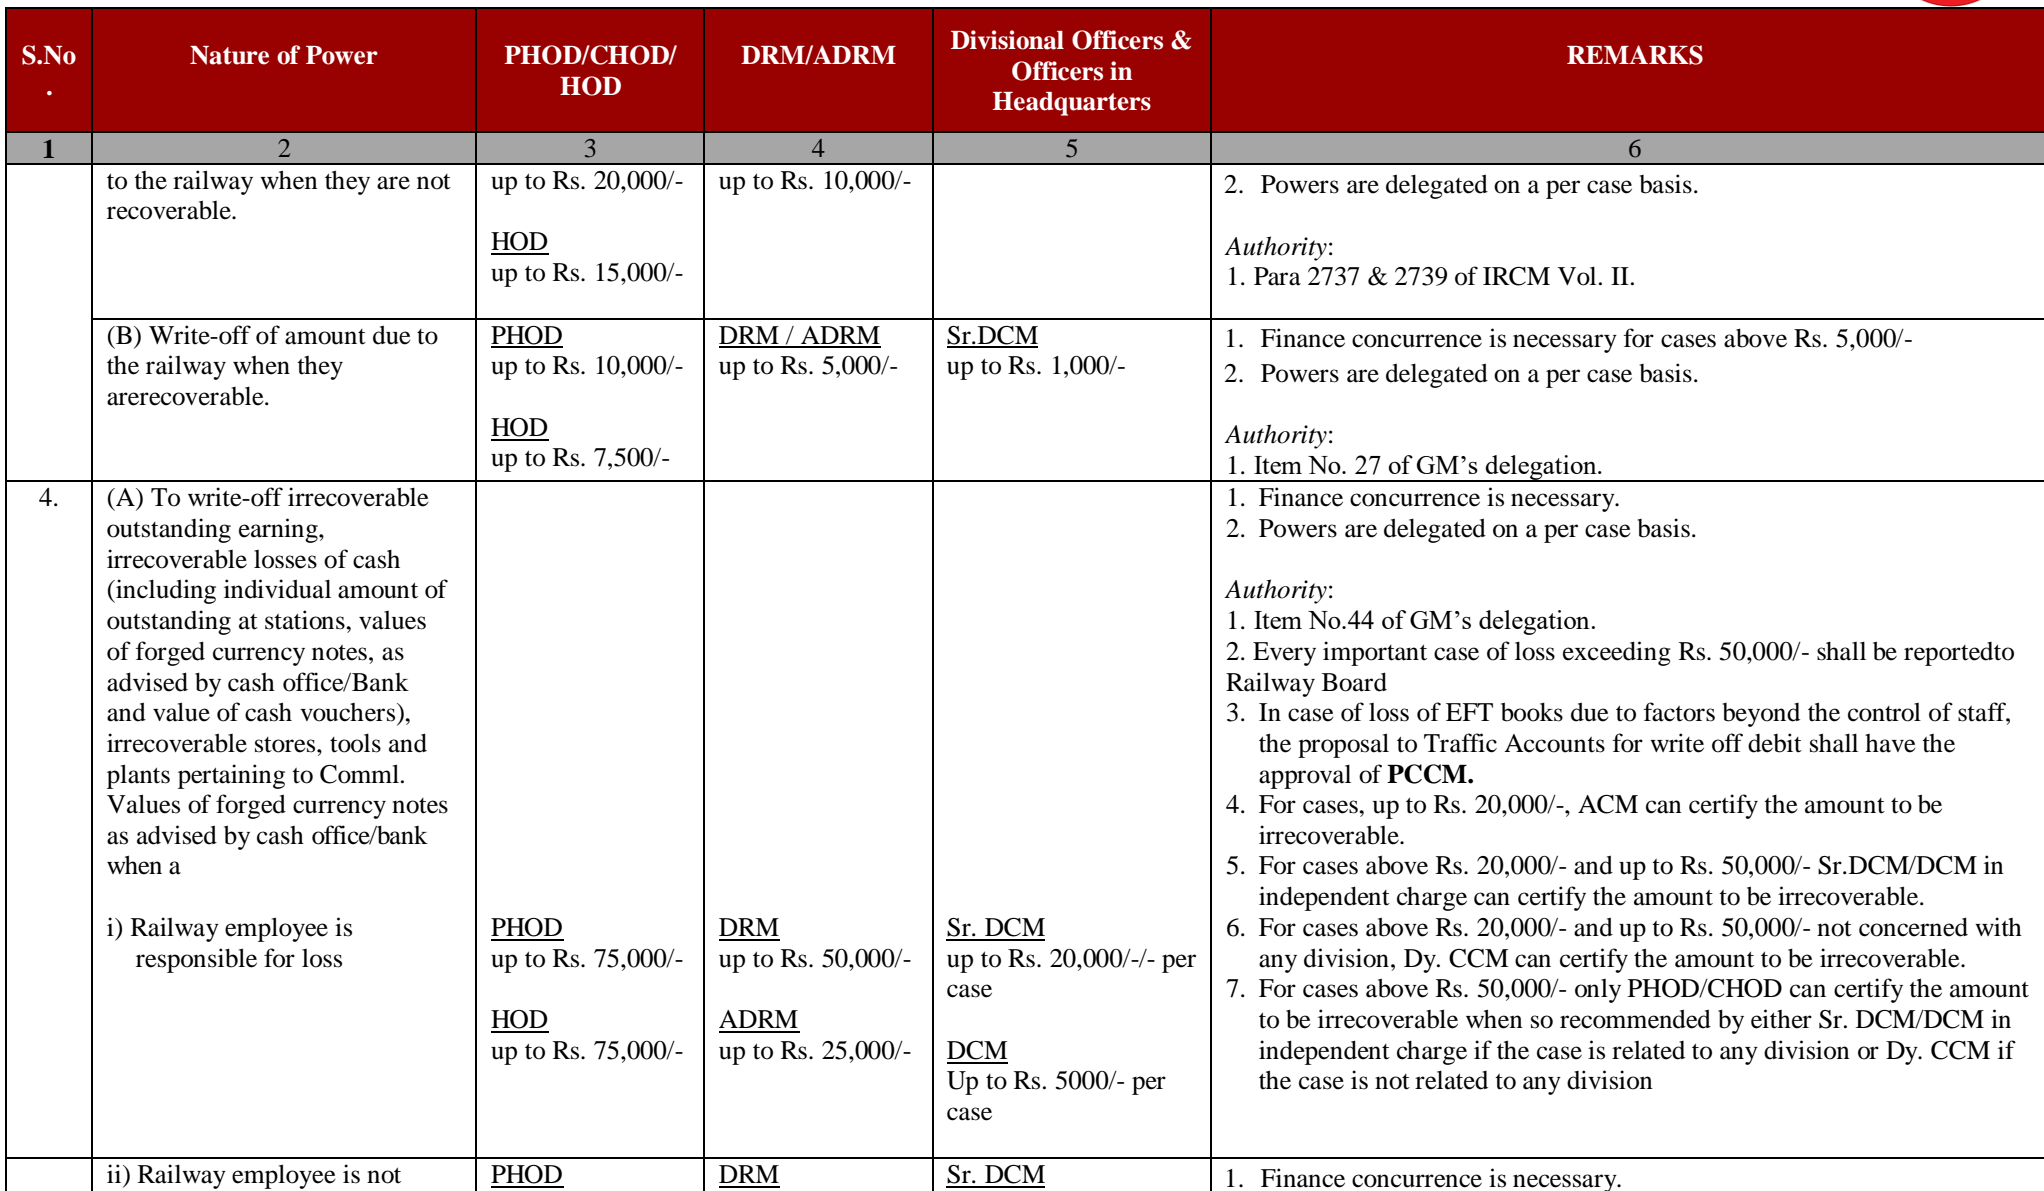 S.No
.
Nature of Power
PHOD/CHOD/
HOD
DRM/ADRM
Divisional Officers &
Officers in
Headquarters
REMARKS
1
2
3
4
5
6
to the railway when they are not
recoverable.
up to Rs. 20,000/-
HOD
up to Rs. 15,000/-
up to Rs. 10,000/-
2. Powers are delegated on a per case basis.
Authority:
1. Para 2737 & 2739 of IRCM Vol. II.
(B) Write-off of amount due to
the railway when they
arerecoverable.
PHOD
up to Rs. 10,000/-
HOD
up to Rs. 7,500/-
DRM / ADRM
up to Rs. 5,000/-
Sr.DCM
up to Rs. 1,000/-
1. Finance concurrence is necessary for cases above Rs. 5,000/-
2. Powers are delegated on a per case basis.
Authority:
1. Item No. 27 of GM's delegation.
4.
(A) To write-off irrecoverable
outstanding earning,
irrecoverable losses of cash
(including individual amount of
outstanding at stations, values
of forged currency notes, as
advised by cash office/Bank
and value of cash vouchers),
irrecoverable stores, tools and
plants pertaining to Comml.
Values of forged currency notes
as advised by cash office/bank
when a
i) Railway employee is
responsible for loss
PHOD
up to Rs. 75,000/-
HOD
up to Rs. 75,000/-
DRM
up to Rs. 50,000/-
ADRM
up to Rs. 25,000/-
Sr. DCM
up to Rs. 20,000/-/- per
case
DCM
Up to Rs. 5000/- per
case
1. Finance concurrence is necessary.
2. Powers are delegated on a per case basis.
Authority:
1. Item No.44 of GM's delegation.
2. Every important case of loss exceeding Rs. 50,000/- shall be reportedto
Railway Board
3. In case of loss of EFT books due to factors beyond the control of staff,
the proposal to Traffic Accounts for write off debit shall have the
approval of PCCM.
4. For cases, up to Rs. 20,000/-, ACM can certify the amount to be
irrecoverable.
5. For cases above Rs. 20,000/- and up to Rs. 50,000/- Sr.DCM/DCM in
independent charge can certify the amount to be irrecoverable.
6. For cases above Rs. 20,000/- and up to Rs. 50,000/- not concerned with
any division, Dy. CCM can certify the amount to be irrecoverable.
7. For cases above Rs. 50,000/- only PHOD/CHOD can certify the amount
to be irrecoverable when so recommended by either Sr. DCM/DCM in
independent charge if the case is related to any division or Dy. CCM if
the case is not related to any division
ii) Railway employee is not
PHOD
DRM
Sr. DCM
1. Finance concurrence is necessary.